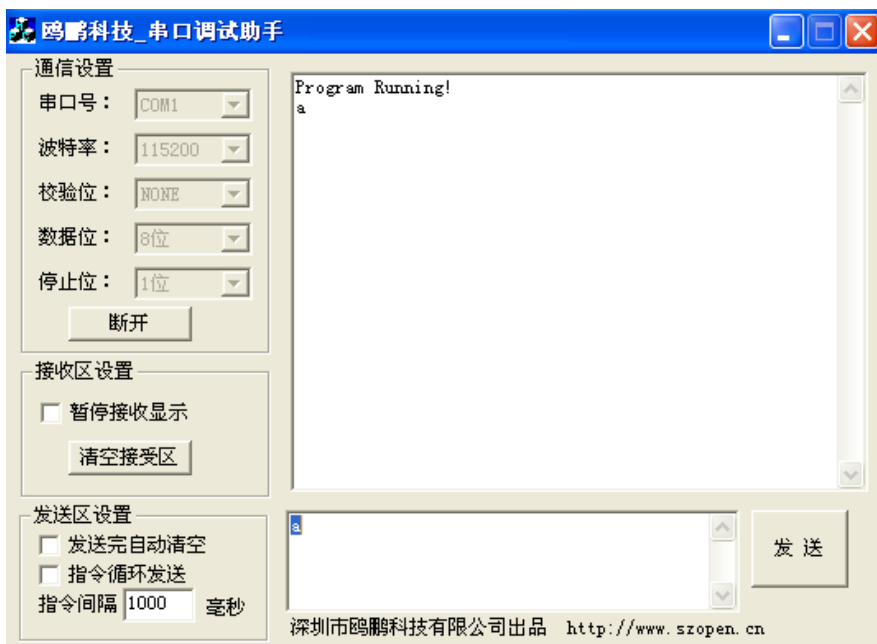 鸥鹏科技_串口调试助手
通信设置
串口号： COM1
波特率： 115200
校验位： NONE
数据位： 8位
停止位： 1位
断开
接收区设置
暂停接收显示
清空接受区
发送区设置
发送完自动清空
指令循环发送
指令间隔 1000 毫秒
Program Running!
a
a
发 送
深圳市鸥鹏科技有限公司出品 http://www.szopen.cn